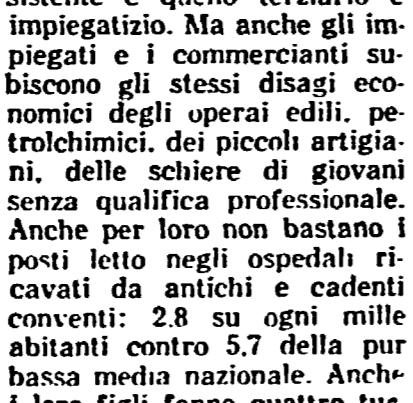 impiegatizio. Ma anche gli im-
piegati e i commercianti su-
biscono gli stessi disagi eco-
nomici degli operai edili, pe-
trolchimici, dei piccoli artigia-
ni, delle schiere di giovani
senza qualifica professionale.
Anche per loro non bastano i
posti letto negli ospedali ri-
cavati da antichi e cadenti
conventi: 2.8 su ogni mille
abitanti contro 5.7 della pur
bassa media nazionale. Anche